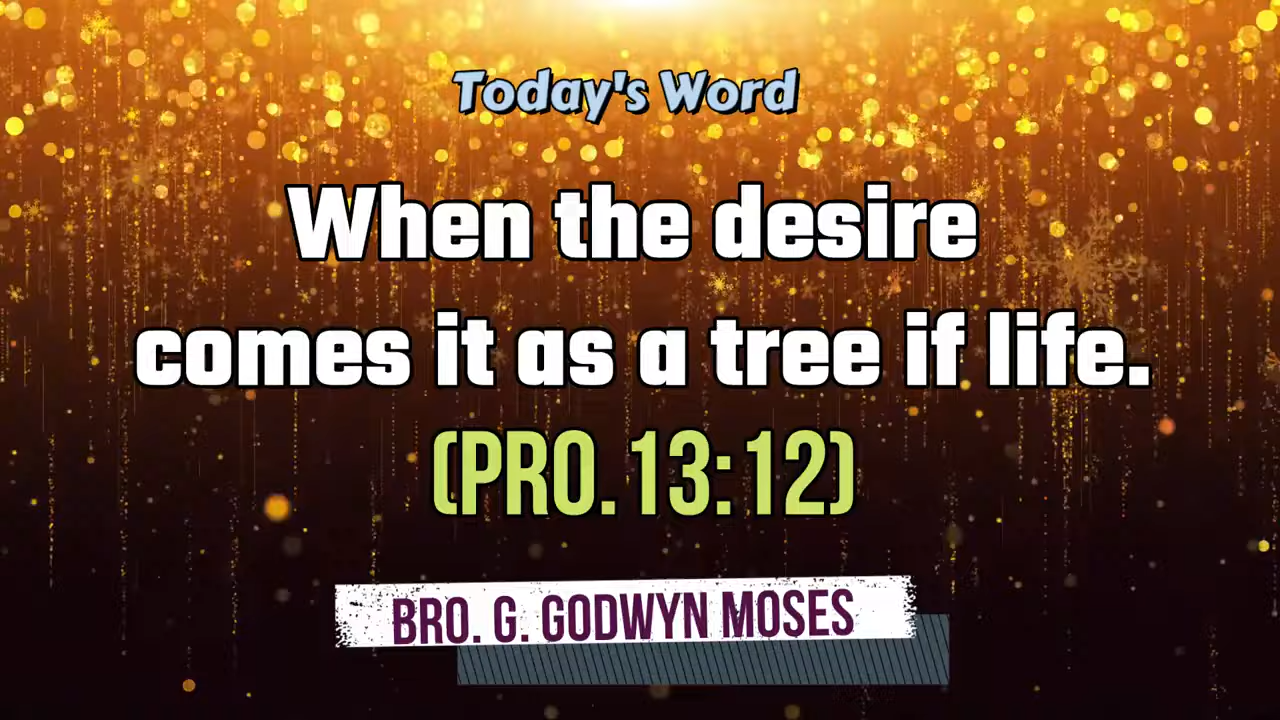 Today's Word
When the desire
comes it as a tree if life.
(PRO. 13:12)
BRO. G. GODWYN MOSES